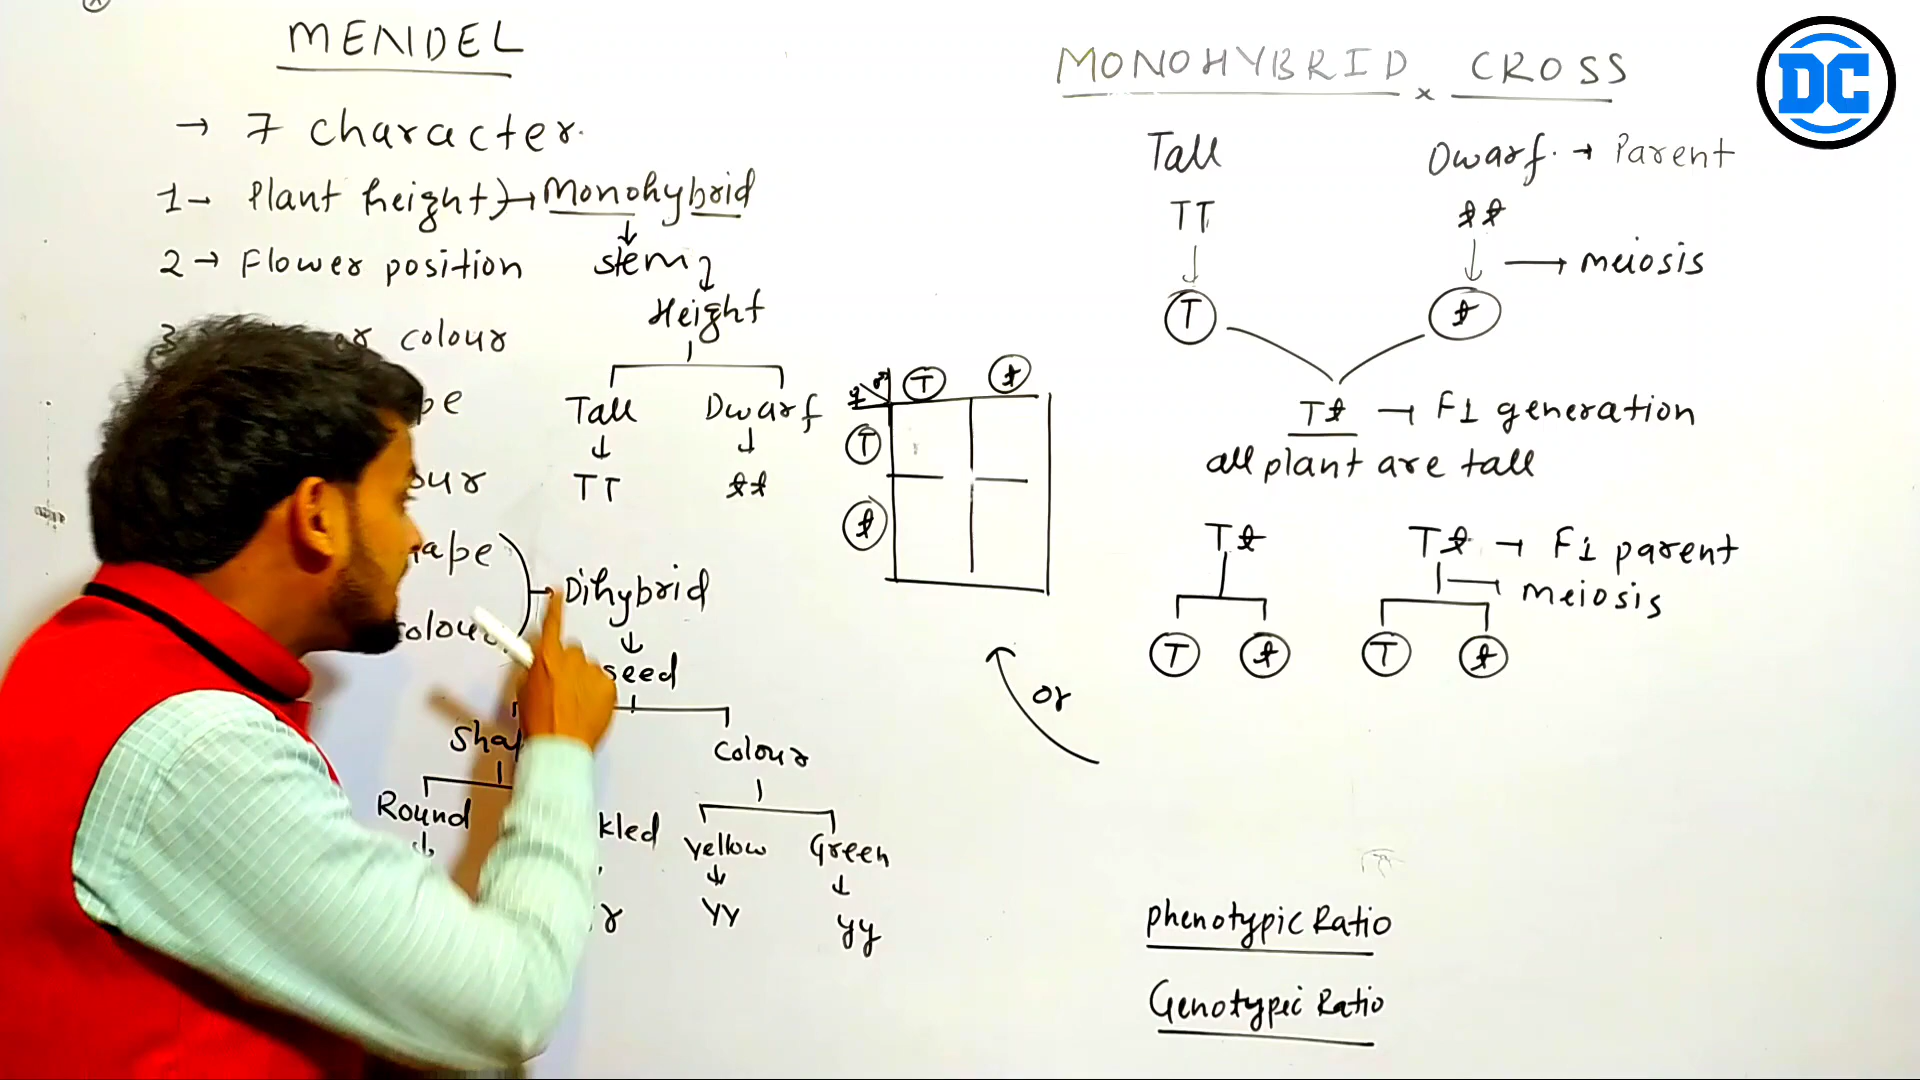 MENDEL
→ 7 character.
1→ Plant height → Monohybrid
2→ Flower position
stem
Height
3 colour
Tall Dwarf
TT tt
Dihybrid
colour
seed
Colour
Round
Yellow Green
YY yy
♀ ♂ T t
T
t
or
MONOHYBRID × CROSS
DC
Tall Dwarf. → Parent
TT tt
→ meiosis
T t
Tt → F1 generation
all plant are tall
Tt Tt → F1 parent
meiosis
T t T t
Phenotypic Ratio
Genotypic Ratio